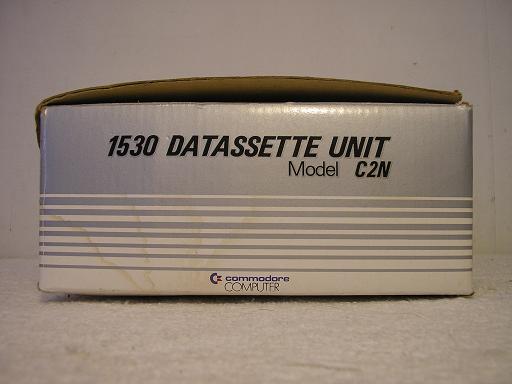 1530 DATASSETTE UNIT
Model C2N
commodore
COMPUTER